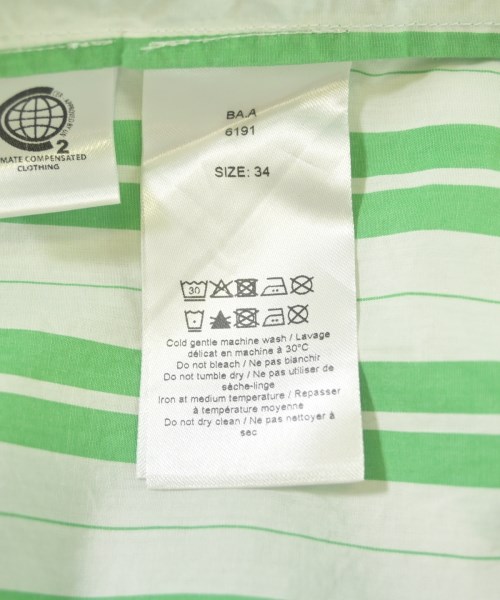 BA.A
6191
2
MATE COMPENSATED
CLOTHING
SIZE: 34
30
Cold gentle machine wash / Lavage
délicat en machine à 30°C
Do not bleach / Ne pas blanchir
Do not tumble dry / Ne pas utiliser de
sèche-linge
Iron at medium temperature / Repasser
à température moyenne
Do not dry clean / Ne pas nettoyer à
sec